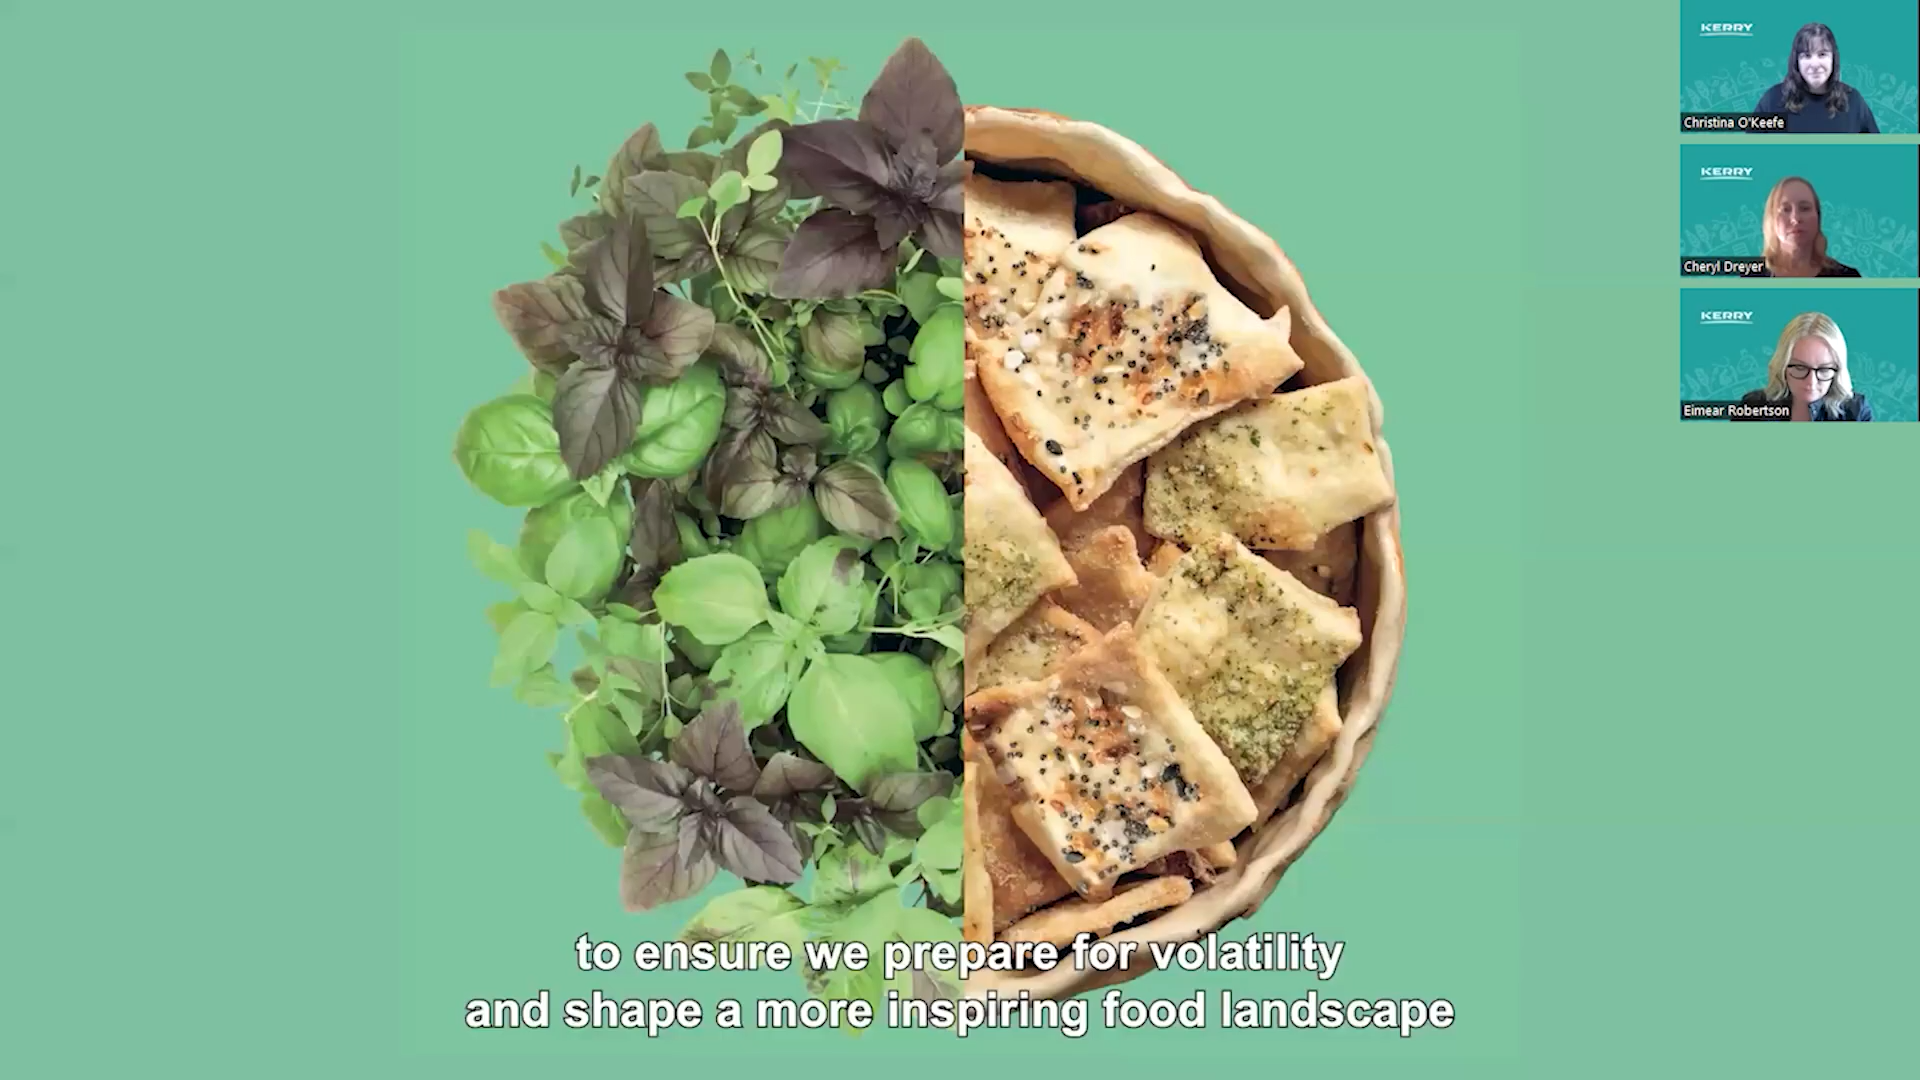 KERRY
Christina O'Keefe
KERRY
Cheryl Dreyer
KERRY
Eimear Robertson
to ensure we prepare for volatility
and shape a more inspiring food landscape